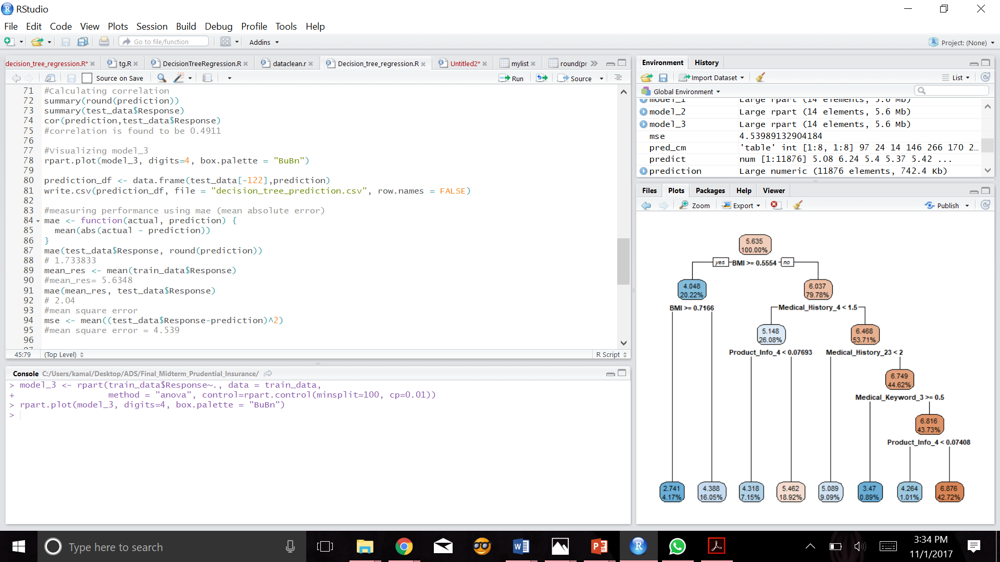 RStudio
File Edit Code View Plots Session Build Debug Profile Tools Help
Go to file/function Addins Project: (None)
decision_tree_regression.R* tg.R DecisionTreeRegression.R dataclean.r Decision_tree_regression.R Untitled2* mylist round(pr
Source on Save Run Source
71 #Calculating correlation
72 summary(round(prediction))
73 summary(test_data$Response)
74 cor(prediction,test_data$Response)
75 #correlation is found to be 0.4911
76
77 #Visualizing model_3
78 rpart.plot(model_3, digits=4, box.palette = "BuBn")
79
80 prediction_df <- data.frame(test_data[-122],prediction)
81 write.csv(prediction_df, file = "decision_tree_prediction.csv", row.names = FALSE)
82
83 #measuring performance using mae (mean absolute error)
84 mae <- function(actual, prediction) {
85 mean(abs(actual - prediction))
86 }
87 mae(test_data$Response, round(prediction))
88 # 1.733833
89 mean_res <- mean(train_data$Response)
90 #mean_res= 5.6348
91 mae(mean_res, test_data$Response)
92 # 2.04
93 #mean square error
94 mse <- mean((test_data$Response-prediction)^2)
95 #mean square error = 4.539
96
97
45:79 (Top Level) R Script
Console C:/Users/kamal/Desktop/ADS/Final_Midterm_Prudential_Insurance/
> model_3 <- rpart(train_data$Response~., data = train_data,
+ method = "anova", control=rpart.control(minsplit=100, cp=0.01))
> rpart.plot(model_3, digits=4, box.palette = "BuBn")
>
Environment History
Import Dataset List
Global Environment
model_1 Large rpart (14 elements, 5.6 Mb)
model_2 Large rpart (14 elements, 5.6 Mb)
model_3 Large rpart (14 elements, 5.6 Mb)
mse 4.53989132904184
pred_cm 'table' int [1:8, 1:8] 97 24 14 146 266 170 2…
predict num [1:11876] 5.08 6.24 5.4 5.37 5.42 ...
prediction Large numeric (11876 elements, 742.4 Kb)
Files Plots Packages Help Viewer
Zoom Export Publish
5.635
100.00%
yes BMI >= 0.5554 no
4.048 6.037
20.22% 79.78%
BMI >= 0.7166 Medical_History_4 < 1.5
5.148 6.468
26.08% 53.71%
Product_Info_4 < 0.07693 Medical_History_23 < 2
6.749
44.62%
Medical_Keyword_3 >= 0.5
6.816
43.73%
Product_Info_4 < 0.07408
2.741 4.388 4.318 5.462 5.089 3.47 4.264 6.876
4.17% 16.05% 7.15% 18.92% 9.09% 0.89% 1.01% 42.72%
Type here to search
3:34 PM
11/1/2017